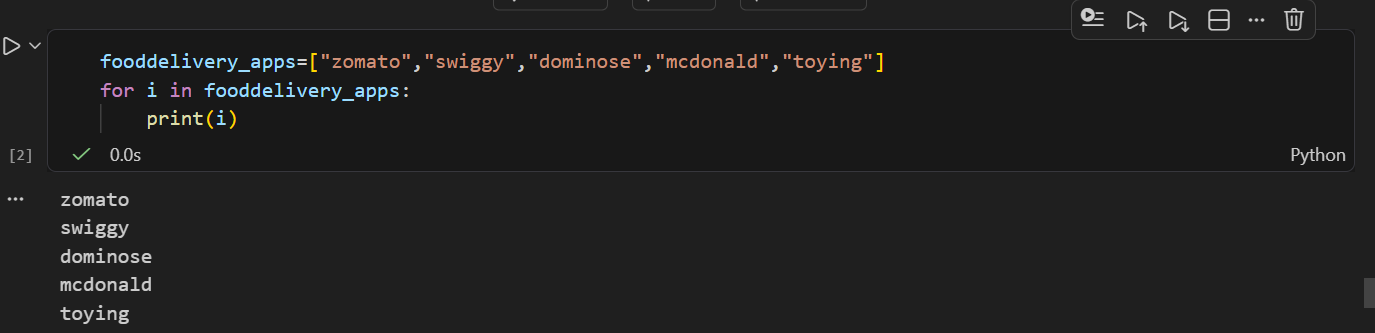 fooddelivery_apps=["zomato","swiggy","dominose","mcdonald","toying"]
for i in fooddelivery_apps:
    print(i)
[2]
0.0s
Python
...
zomato
swiggy
dominose
mcdonald
toying